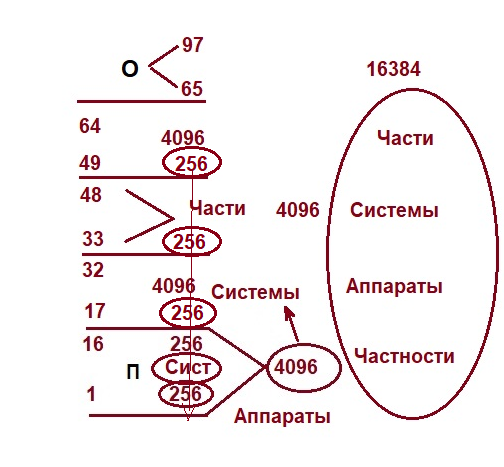 О
97
65
16384
64
4096
256
49
48
Части
33
256
32
4096
Системы
17
256
16
256
П
Сист
1
256
4096
Аппараты
4096
Части
Системы
Аппараты
Частности